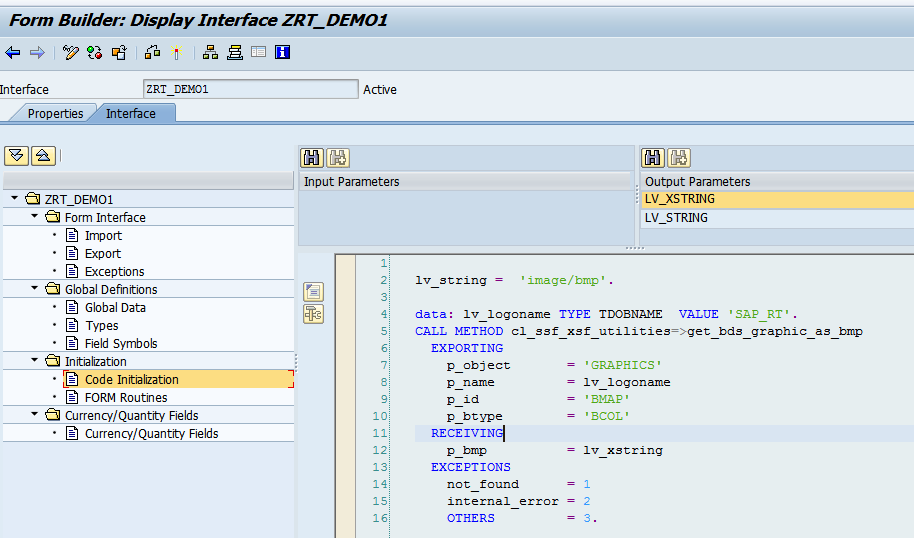 Form Builder: Display Interface ZRT_DEMO1
Interface ZRT_DEMO1 Active
Properties Interface
Input Parameters
Output Parameters
LV_XSTRING
LV_STRING
ZRT_DEMO1
Form Interface
Import
Export
Exceptions
Global Definitions
Global Data
Types
Field Symbols
Initialization
Code Initialization
FORM Routines
Currency/Quantity Fields
Currency/Quantity Fields
1
2 lv_string = 'image/bmp'.
3
4 data: lv_logoname TYPE TDOBNAME VALUE 'SAP_RT'.
5 CALL METHOD cl_ssf_xsf_utilities=>get_bds_graphic_as_bmp
6 EXPORTING
7 p_object = 'GRAPHICS'
8 p_name = lv_logoname
9 p_id = 'BMAP'
10 p_btype = 'BCOL'
11 RECEIVING
12 p_bmp = lv_xstring
13 EXCEPTIONS
14 not_found = 1
15 internal_error = 2
16 OTHERS = 3.